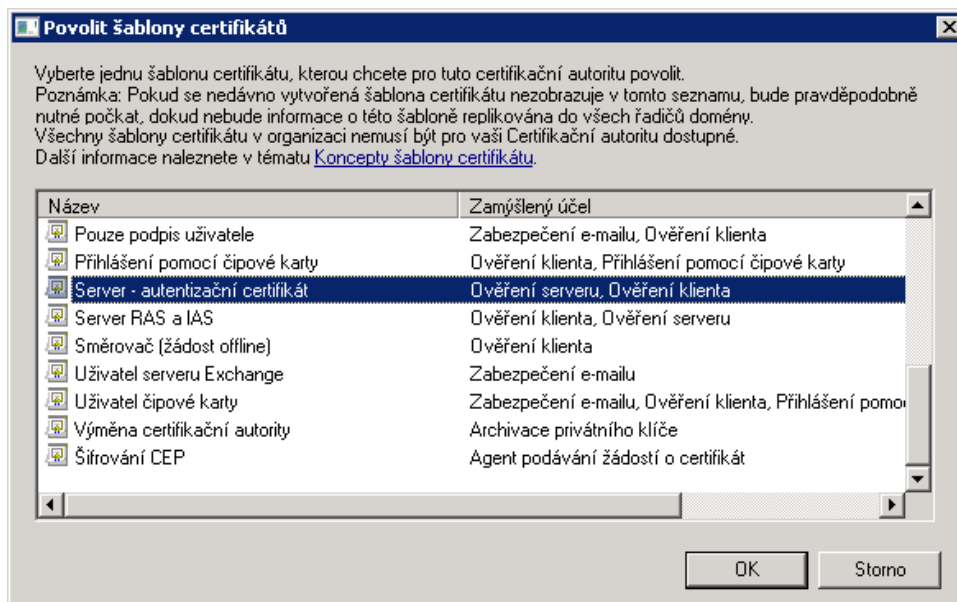 Povolit šablony certifikátů
Vyberte jednu šablonu certifikátu, kterou chcete pro tuto certifikační autoritu povolit.
Poznámka: Pokud se nedávno vytvořená šablona certifikátu nezobrazuje v tomto seznamu, bude pravděpodobně
nutné počkat, dokud nebude informace o této šabloně replikována do všech řadičů domény.
Všechny šablony certifikátu v organizaci nemusí být pro vaši Certifikační autoritu dostupné.
Další informace naleznete v tématu Koncepty šablony certifikátu.
Název Zamýšlený účel
Pouze podpis uživatele Zabezpečení e-mailu, Ověření klienta
Přihlášení pomocí čipové karty Ověření klienta, Přihlášení pomocí čipové karty
Server - autentizační certifikát Ověření serveru, Ověření klienta
Server RAS a IAS Ověření klienta, Ověření serveru
Směrovač (žádost offline) Ověření klienta
Uživatel serveru Exchange Zabezpečení e-mailu
Uživatel čipové karty Zabezpečení e-mailu, Ověření klienta, Přihlášení pomo
Výměna certifikační autority Archivace privátního klíče
Šifrování CEP Agent podávání žádostí o certifikát
OK Storno